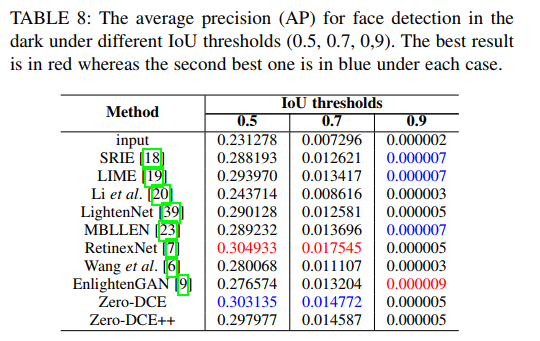 TABLE 8: The average precision (AP) for face detection in the
dark under different IoU thresholds (0.5, 0.7, 0,9). The best result
is in red whereas the second best one is in blue under each case.
Method IoU thresholds
0.5 0.7 0.9
input 0.231278 0.007296 0.000002
SRIE [18] 0.288193 0.012621 0.000007
LIME [19] 0.293970 0.013417 0.000007
Li et al. [20] 0.243714 0.008616 0.000003
LightenNet [39] 0.290128 0.012581 0.000005
MBLLEN [23] 0.289232 0.013696 0.000007
RetinexNet [7] 0.304933 0.017545 0.000005
Wang et al. [6] 0.280068 0.011107 0.000003
EnlightenGAN [9] 0.276574 0.013204 0.000009
Zero-DCE 0.303135 0.014772 0.000005
Zero-DCE++ 0.297977 0.014587 0.000005